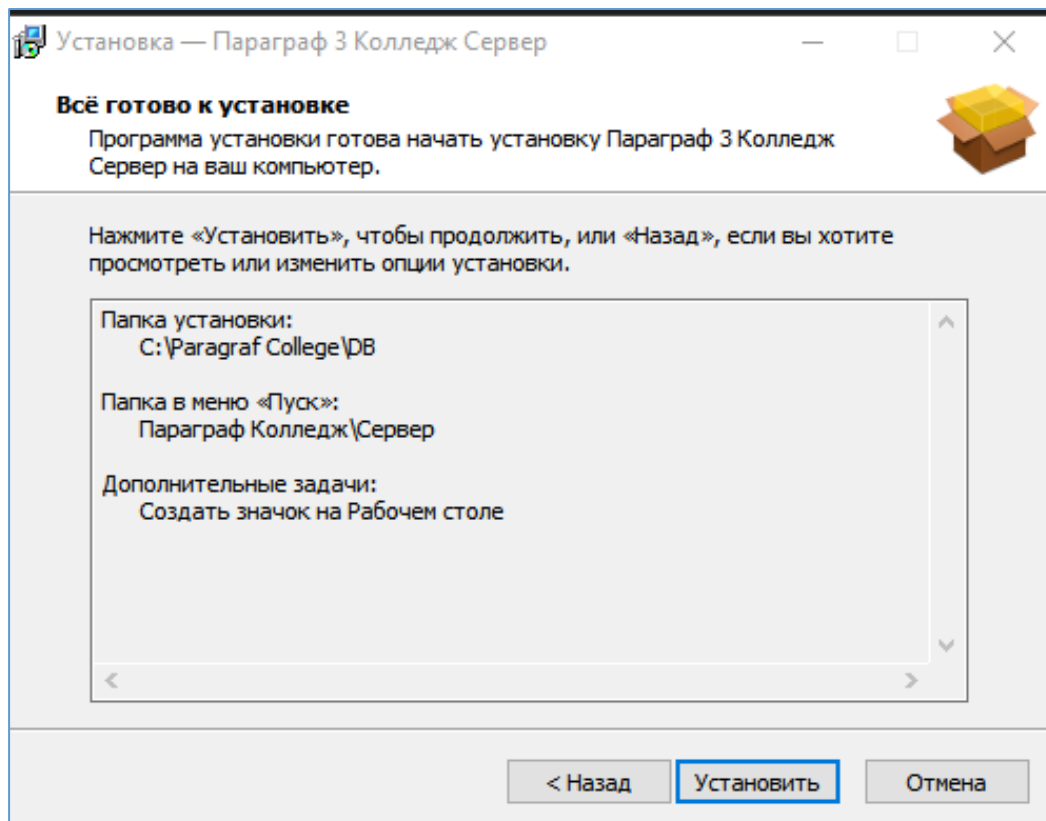 Установка — Параграф 3 Колледж Сервер
Всё готово к установке
Программа установки готова начать установку Параграф 3 Колледж
Сервер на ваш компьютер.
Нажмите «Установить», чтобы продолжить, или «Назад», если вы хотите
просмотреть или изменить опции установки.
Папка установки:
C:\Paragraf College\DB
Папка в меню «Пуск»:
Параграф Колледж\Сервер
Дополнительные задачи:
Создать значок на Рабочем столе
< Назад
Установить
Отмена